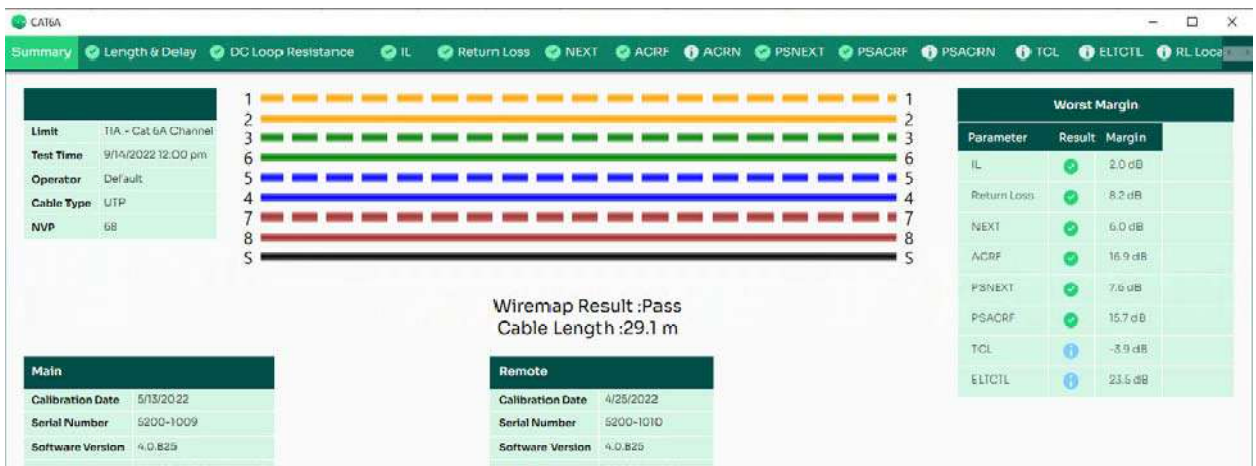 CAT6A
Summary Length & Delay DC Loop Resistance IL Return Loss NEXT ACRF ACRN PSNEXT PSACRF PSACRN TCL ELTCTL RL Loca
Limit TIA - Cat 6A Channel
Test Time 9/14/2022 12:00 pm
Operator Default
Cable Type UTP
NVP 68
1 1
2 2
3 3
6 6
5 5
4 4
7 7
8 8
S S
Wiremap Result :Pass
Cable Length :29.1 m
Worst Margin
Parameter Result Margin
IL 2.0 dB
Return Loss 8.2 dB
NEXT 6.0 dB
ACRF 16.9 dB
PSNEXT 7.6 dB
PSACRF 15.7 dB
TCL -3.9 dB
ELTCTL 23.5 dB
Main
Calibration Date 5/13/2022
Serial Number 5200-1009
Software Version 4.0.B25
Remote
Calibration Date 4/25/2022
Serial Number 5200-1010
Software Version 4.0.B25